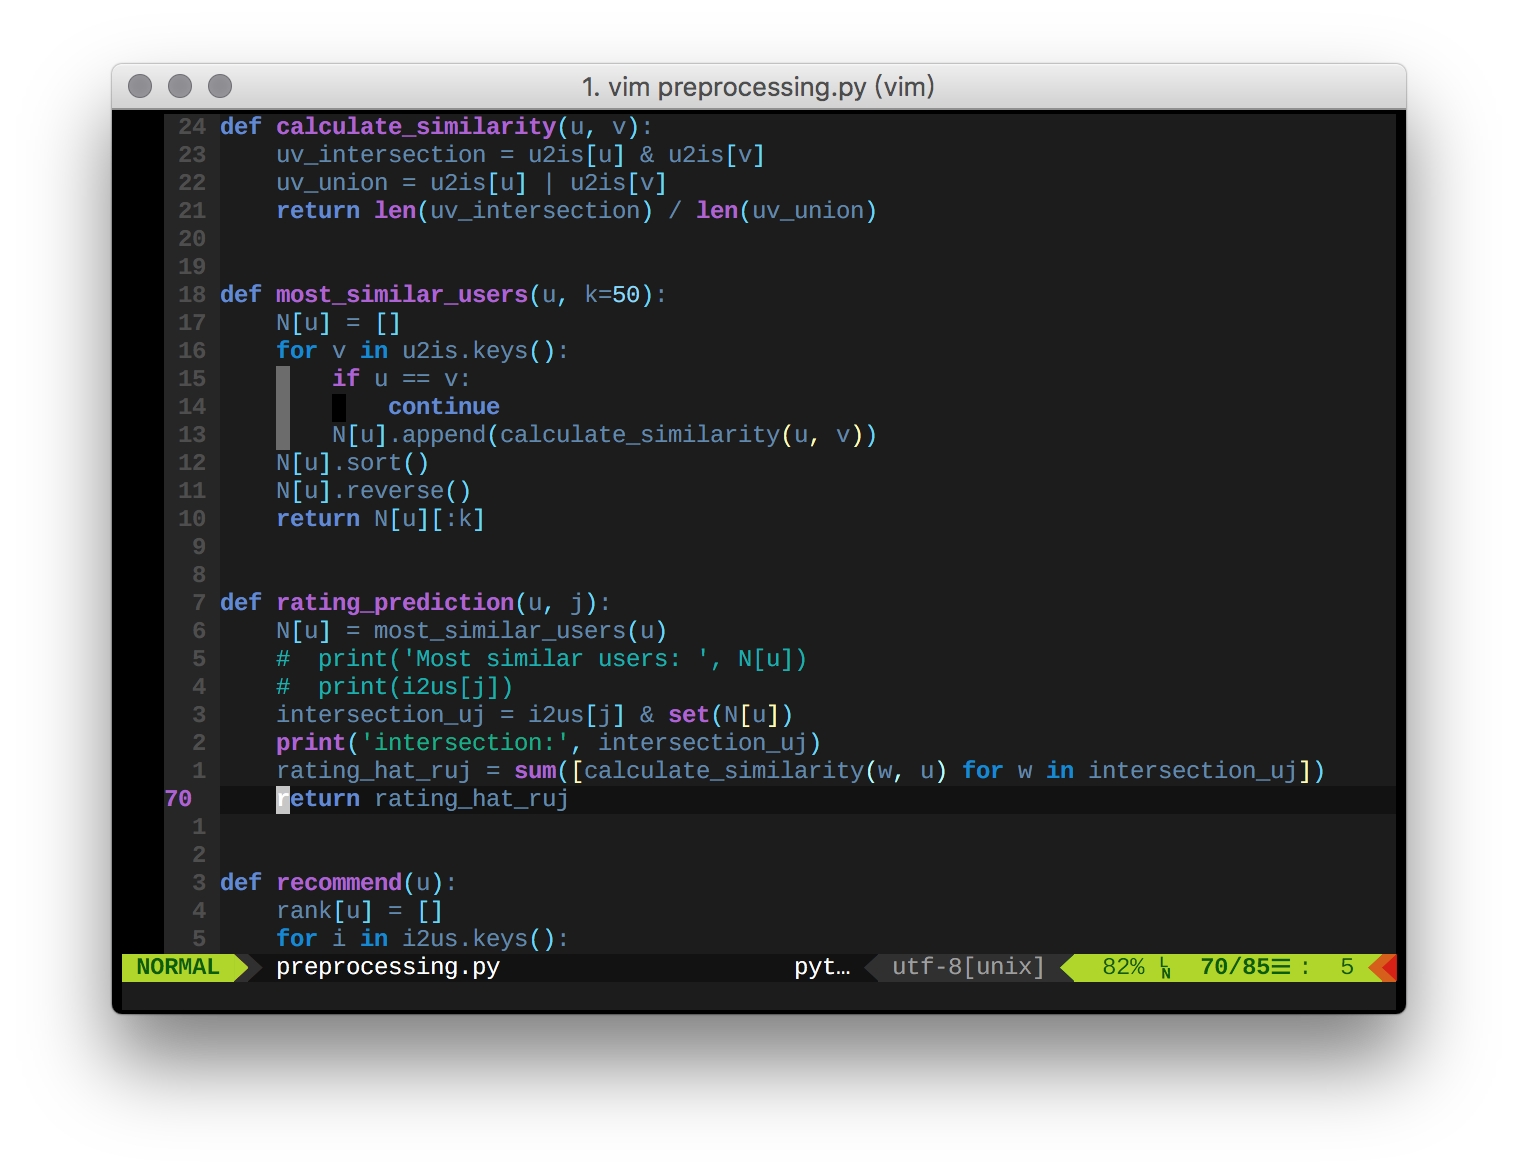 1. vim preprocessing.py (vim)
24 def calculate_similarity(u, v):
23     uv_intersection = u2is[u] & u2is[v]
22     uv_union = u2is[u] | u2is[v]
21     return len(uv_intersection) / len(uv_union)
20
19
18 def most_similar_users(u, k=50):
17     N[u] = []
16     for v in u2is.keys():
15         if u == v:
14             continue
13         N[u].append(calculate_similarity(u, v))
12     N[u].sort()
11     N[u].reverse()
10     return N[u][:k]
9
8
7 def rating_prediction(u, j):
6     N[u] = most_similar_users(u)
5     #  print('Most similar users: ', N[u])
4     #  print(i2us[j])
3     intersection_uj = i2us[j] & set(N[u])
2     print('intersection:', intersection_uj)
1     rating_hat_ruj = sum([calculate_similarity(w, u) for w in intersection_uj])
70     return rating_hat_ruj
1
2
3 def recommend(u):
4     rank[u] = []
5     for i in i2us.keys():
NORMAL preprocessing.py pyt… utf-8[unix] 82% LN 70/85☰ : 5